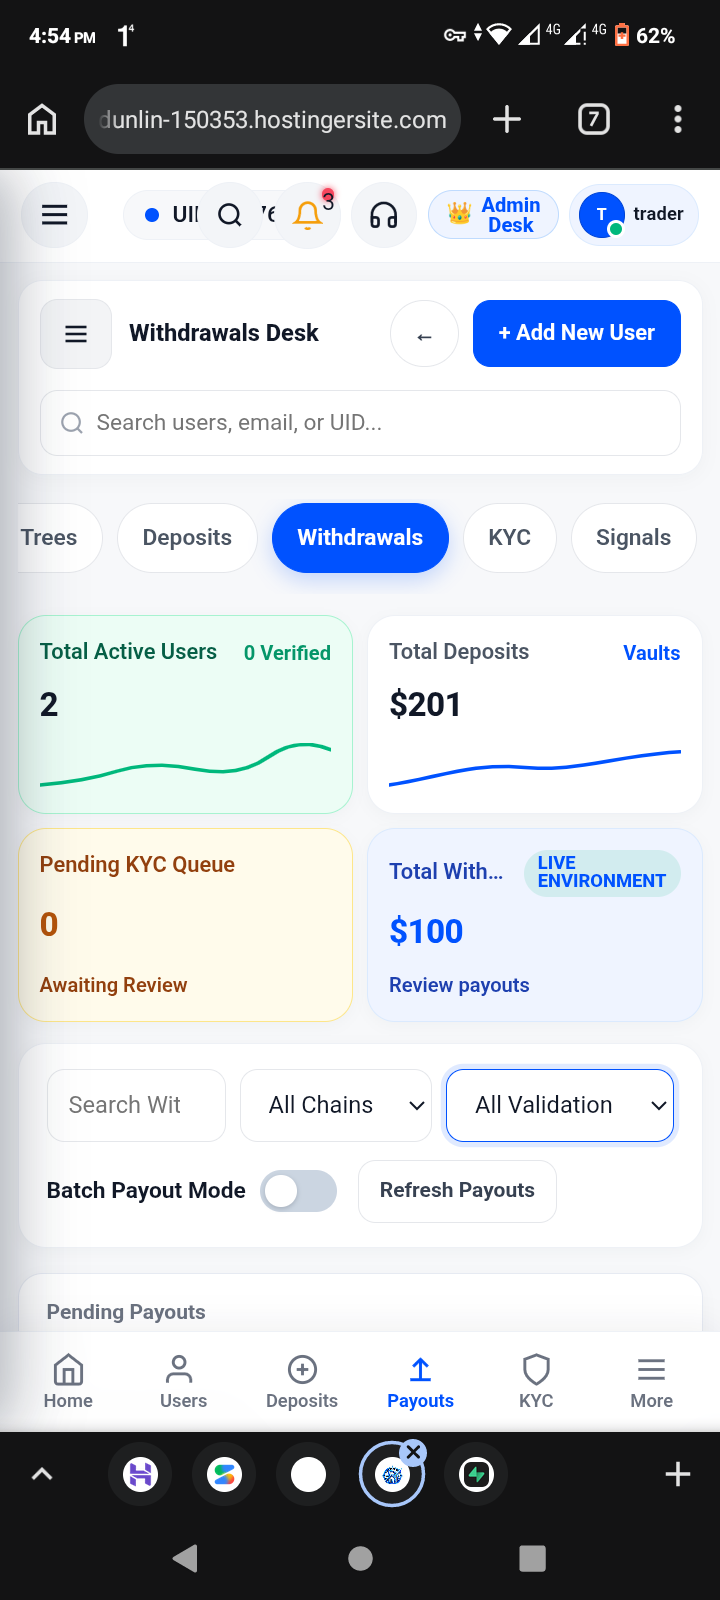 4:54 PM 1⁴ 4G 4G 62%
dunlin-150353.hostingersite.com 7
3 Admin Desk T trader
Withdrawals Desk ← + Add New User
Search users, email, or UID...
Trees Deposits Withdrawals KYC Signals
Total Active Users 0 Verified
2
Total Deposits Vaults
$201
Pending KYC Queue
0
Awaiting Review
Total With... LIVE ENVIRONMENT
$100
Review payouts
Search Wit All Chains All Validation
Batch Payout Mode Refresh Payouts
Pending Payouts
Home Users Deposits Payouts KYC More